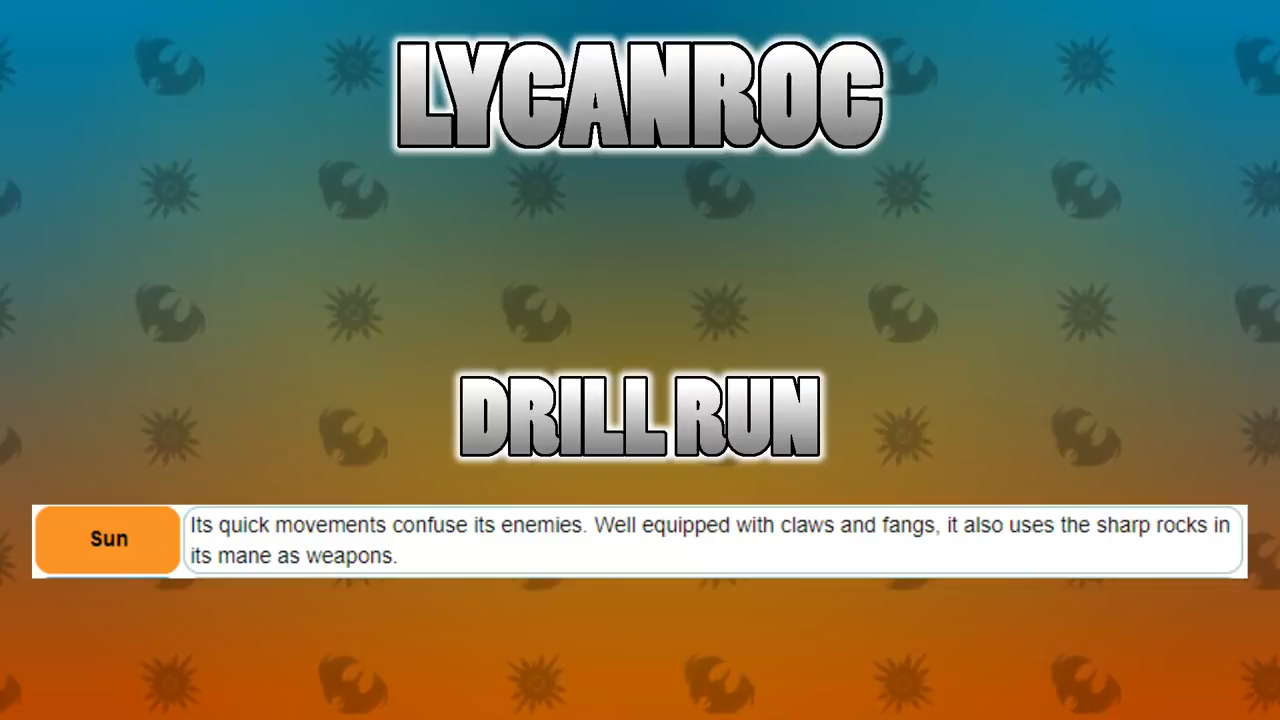 LYCANROC
DRILL RUN
Sun
Its quick movements confuse its enemies. Well equipped with claws and fangs, it also uses the sharp rocks in
its mane as weapons.